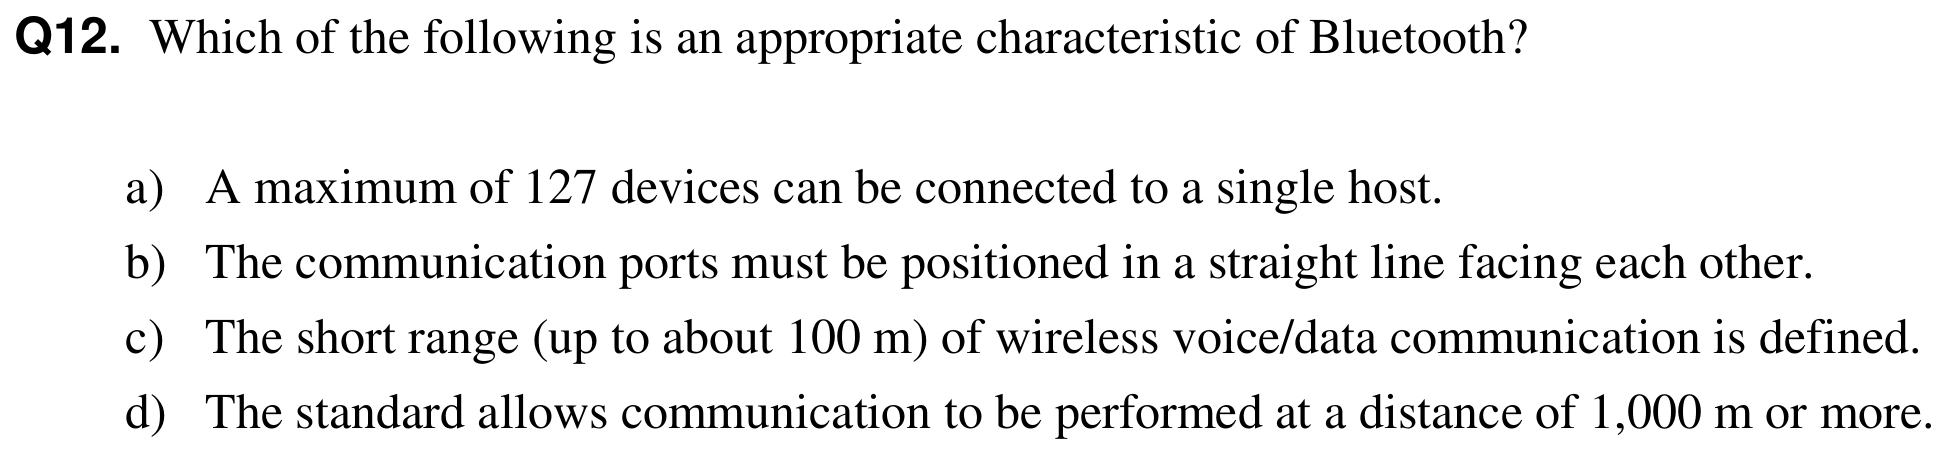 Q12. Which of the following is an appropriate characteristic of Bluetooth?
a) A maximum of 127 devices can be connected to a single host.
b) The communication ports must be positioned in a straight line facing each other.
c) The short range (up to about 100 m) of wireless voice/data communication is defined.
d) The standard allows communication to be performed at a distance of 1,000 m or more.